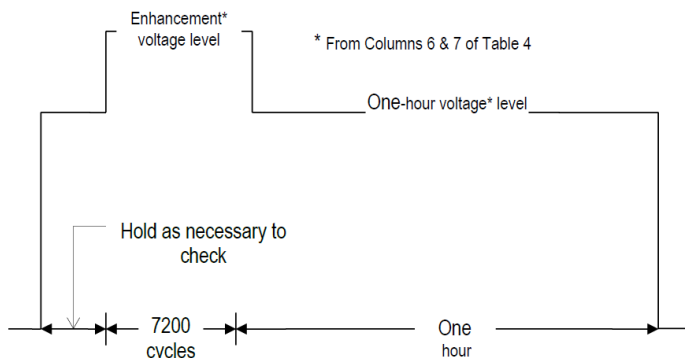 Enhancement*
voltage level
* From Columns 6 & 7 of Table 4
One-hour voltage* level
Hold as necessary to
check
7200
cycles
One
hour